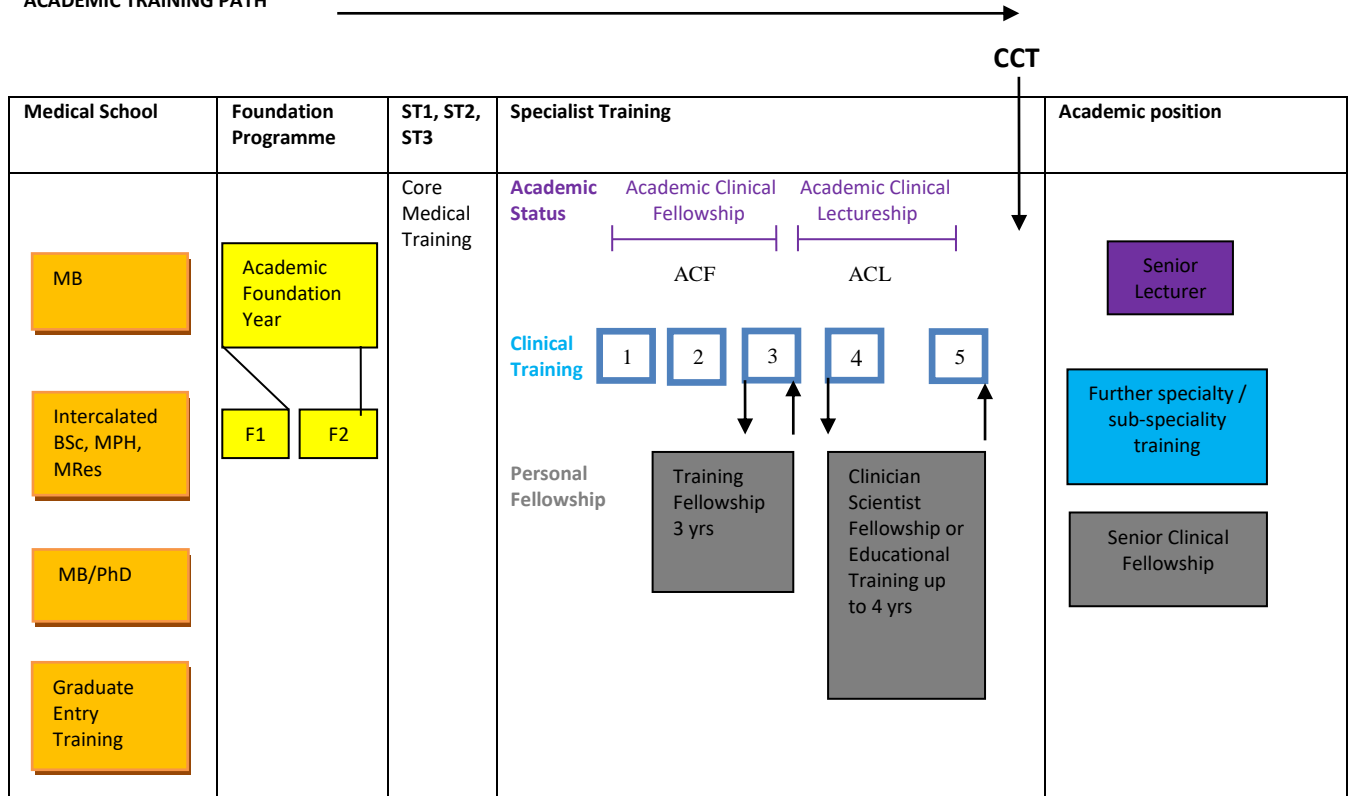 ACADEMIC TRAINING PATH
CCT
Medical School
Foundation
Programme
ST1, ST2,
ST3
Specialist Training
Academic position
MB
Intercalated
BSc, MPH,
MRes
MB/PhD
Graduate
Entry
Training
Academic
Foundation
Year
F1
F2
Core
Medical
Training
Academic
Status
Academic Clinical
Fellowship
Academic Clinical
Lectureship
ACF
ACL
Clinical
Training
1
2
3
4
5
Personal
Fellowship
Training
Fellowship
3 yrs
Clinician
Scientist
Fellowship or
Educational
Training up
to 4 yrs
Senior
Lecturer
Further specialty /
sub-speciality
training
Senior Clinical
Fellowship